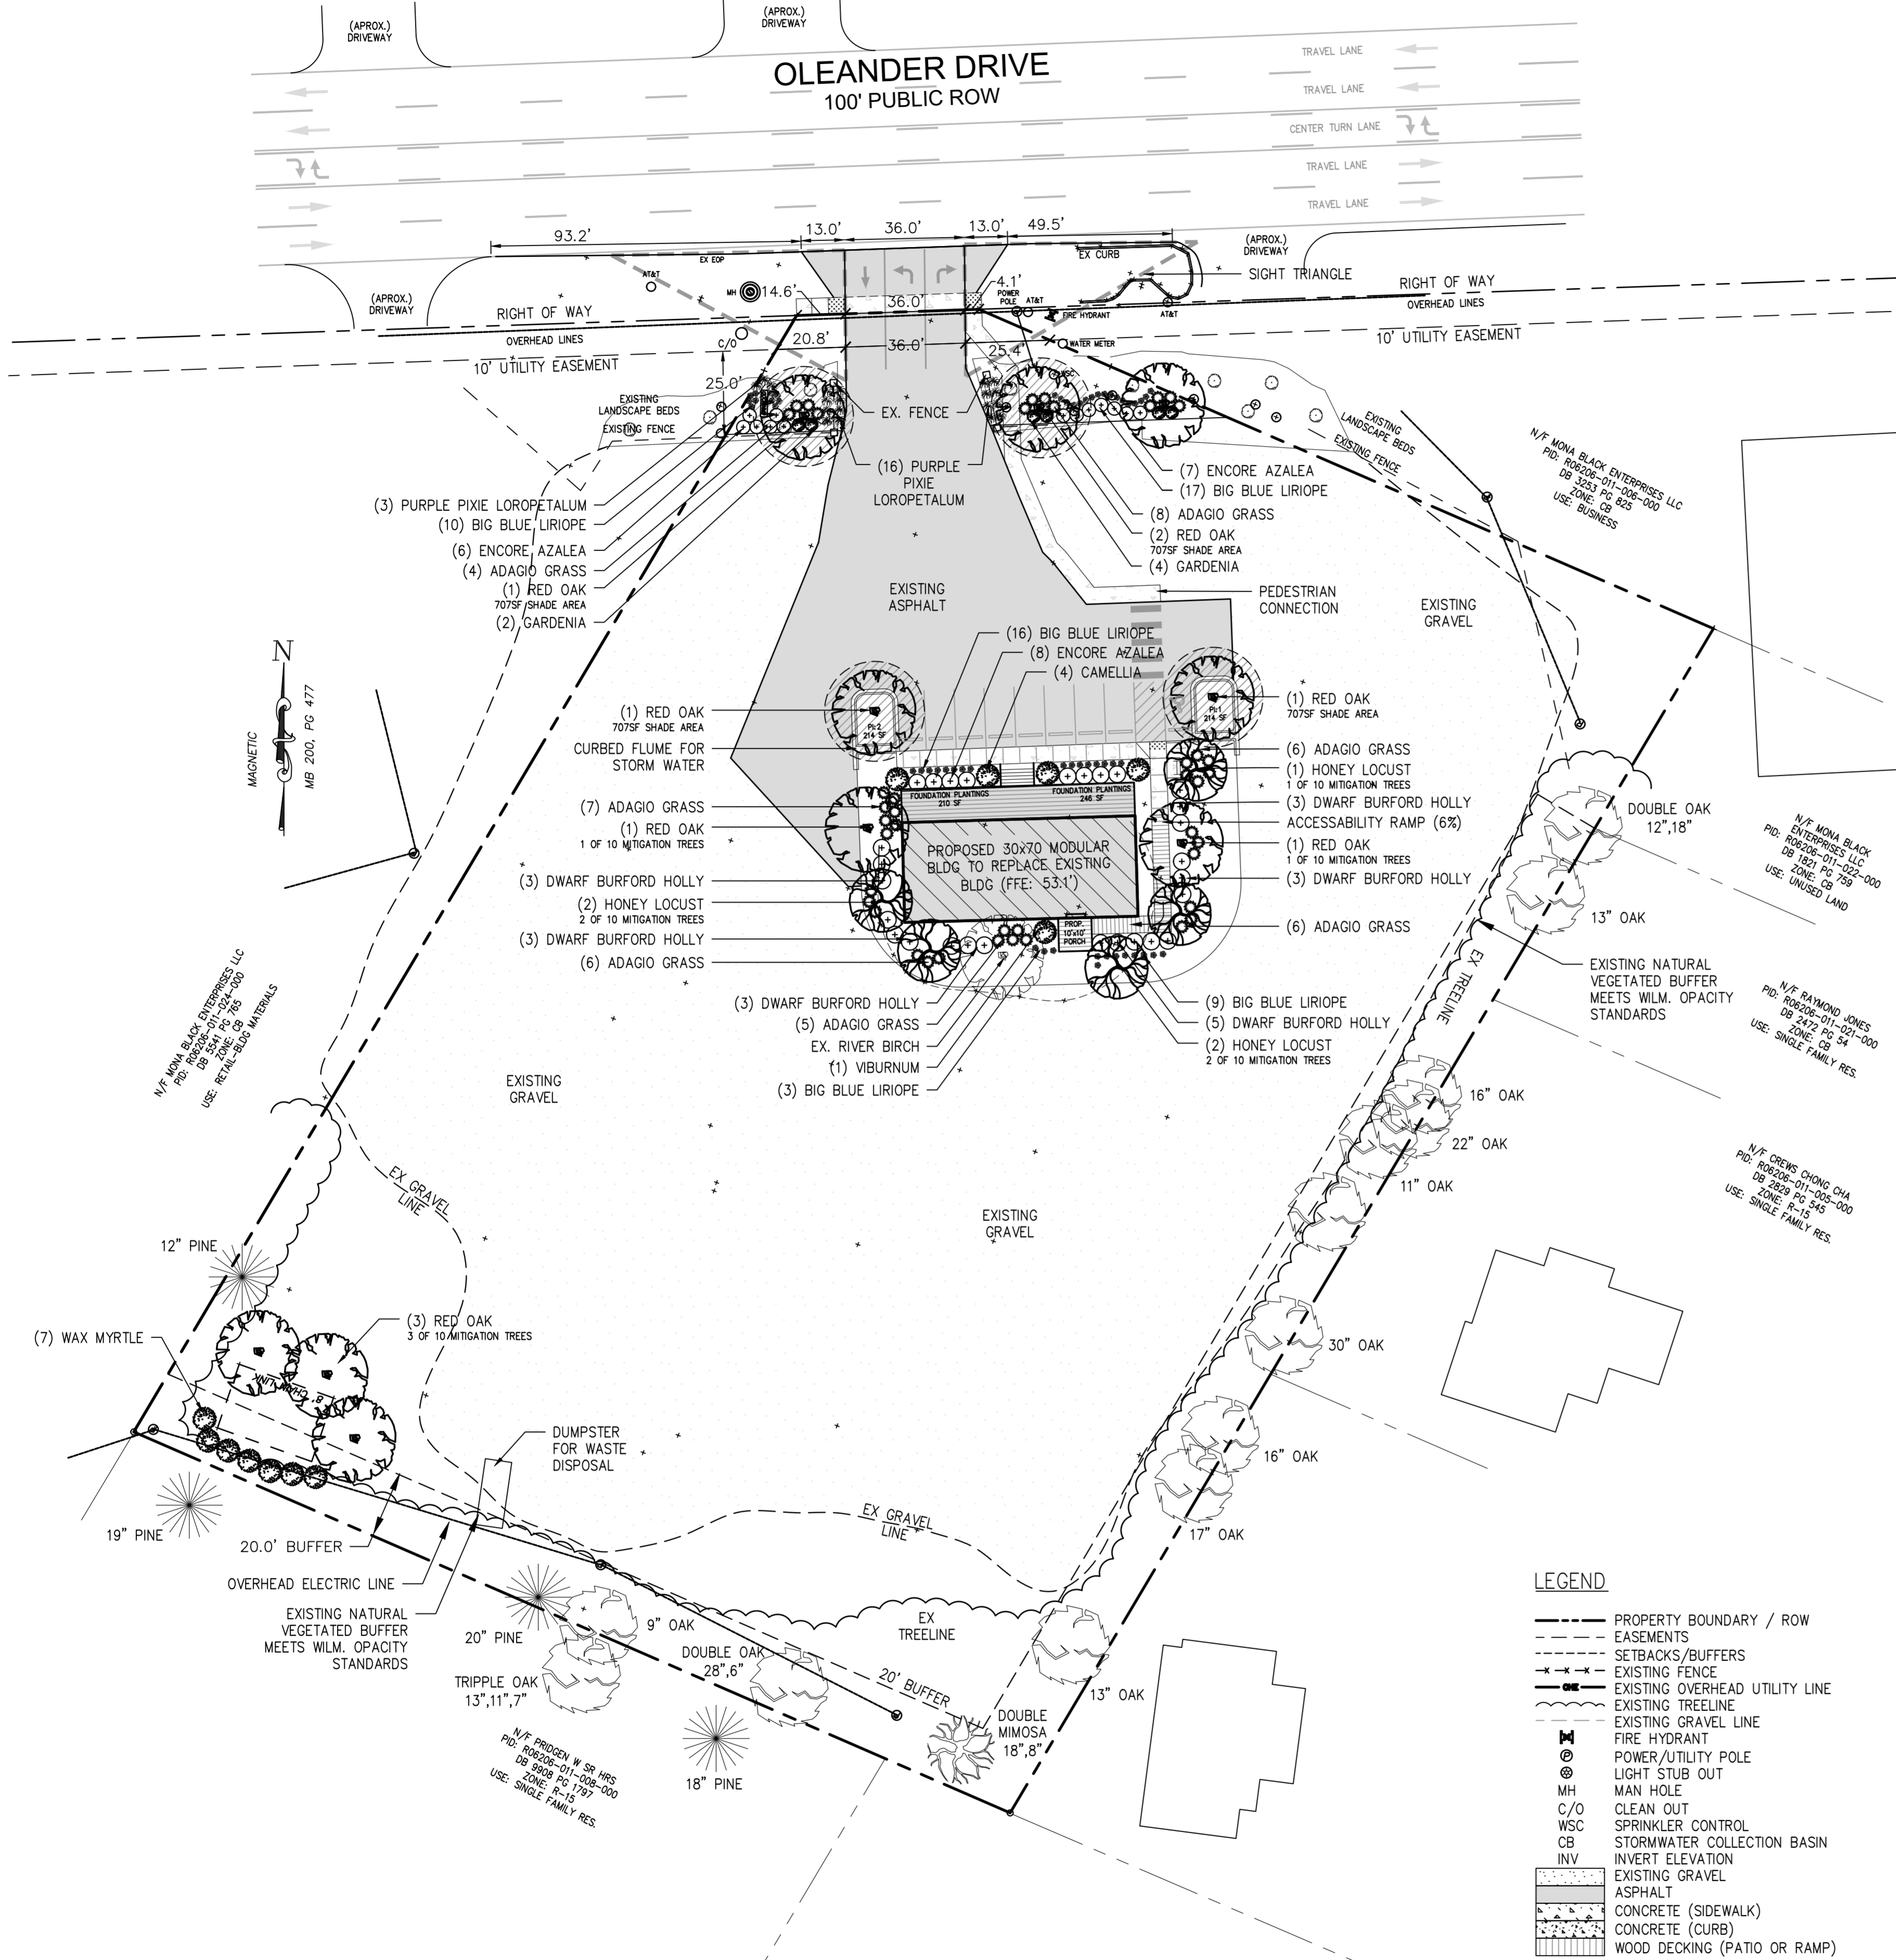 (APROX.)
DRIVEWAY
(APROX.)
DRIVEWAY
OLEANDER DRIVE
100' PUBLIC ROW
TRAVEL LANE
TRAVEL LANE
CENTER TURN LANE
TRAVEL LANE
TRAVEL LANE
93.2'
13.0'
36.0'
13.0'
49.5'
EX EOP
EX CURB
(APROX.)
DRIVEWAY
SIGHT TRIANGLE
AT&T
MH
14.6'
36.0'
4.1'
POWER
POLE
AT&T
FIRE HYDRANT
AT&T
(APROX.)
DRIVEWAY
RIGHT OF WAY
OVERHEAD LINES
RIGHT OF WAY
OVERHEAD LINES
10' UTILITY EASEMENT
10' UTILITY EASEMENT
C/O
20.8'
36.0'
25.4'
WATER METER
WSC
25.0'
EXISTING
LANDSCAPE BEDS
EXISTING FENCE
EX. FENCE
EXISTING
LANDSCAPE BEDS
EXISTING FENCE
N/F MONA BLACK ENTERPRISES LLC
PID: R06206-011-006-000
DB 3253 PG 825
ZONE: CB
USE: BUSINESS
(16) PURPLE
PIXIE
LOROPETALUM
(7) ENCORE AZALEA
(17) BIG BLUE LIRIOPE
(8) ADAGIO GRASS
(2) RED OAK
707SF SHADE AREA
(4) GARDENIA
(3) PURPLE PIXIE LOROPETALUM
(10) BIG BLUE LIRIOPE
(6) ENCORE AZALEA
(4) ADAGIO GRASS
(1) RED OAK
707SF SHADE AREA
(2) GARDENIA
EXISTING
ASPHALT
PEDESTRIAN
CONNECTION
EXISTING
GRAVEL
N
MAGNETIC
MB 200, PG 477
(16) BIG BLUE LIRIOPE
(8) ENCORE AZALEA
(4) CAMELLIA
(1) RED OAK
707SF SHADE AREA
CURBED FLUME FOR
STORM WATER
PI:2
214 SF
PI:1
214 SF
(1) RED OAK
707SF SHADE AREA
(6) ADAGIO GRASS
(1) HONEY LOCUST
1 OF 10 MITIGATION TREES
(3) DWARF BURFORD HOLLY
ACCESSABILITY RAMP (6%)
(1) RED OAK
1 OF 10 MITIGATION TREES
(3) DWARF BURFORD HOLLY
(6) ADAGIO GRASS
FOUNDATION PLANTINGS
210 SF
FOUNDATION PLANTINGS
246 SF
PROPOSED 30x70 MODULAR
BLDG TO REPLACE EXISTING
BLDG (FFE: 53.1')
PROP.
10'x10'
PORCH
(7) ADAGIO GRASS
(1) RED OAK
1 OF 10 MITIGATION TREES
(3) DWARF BURFORD HOLLY
(2) HONEY LOCUST
2 OF 10 MITIGATION TREES
(3) DWARF BURFORD HOLLY
(6) ADAGIO GRASS
(3) DWARF BURFORD HOLLY
(5) ADAGIO GRASS
EX. RIVER BIRCH
(1) VIBURNUM
(3) BIG BLUE LIRIOPE
(9) BIG BLUE LIRIOPE
(5) DWARF BURFORD HOLLY
(2) HONEY LOCUST
2 OF 10 MITIGATION TREES
DOUBLE OAK
12",18"
13" OAK
N/F MONA BLACK
ENTERPRISES LLC
PID: R06206-011-022-000
DB 1821 PG 759
ZONE: CB
USE: UNUSED LAND
EX TREELINE
EXISTING NATURAL
VEGETATED BUFFER
MEETS WILM. OPACITY
STANDARDS
N/F RAYMOND JONES
PID: R06206-011-021-000
DB 2472 PG 54
ZONE: CB
USE: SINGLE FAMILY RES.
N/F MONA BLACK ENTERPRISES LLC
PID: R06206-011-024-000
DB 5541 PG 765
ZONE: CB
USE: RETAIL-BLDG MATERIALS
EXISTING
GRAVEL
16" OAK
22" OAK
11" OAK
N/F CREWS CHONG CHA
PID: R06206-011-005-000
DB 2829 PG 545
ZONE: R-15
USE: SINGLE FAMILY RES.
EX GRAVEL
LINE
EXISTING
GRAVEL
12" PINE
(3) RED OAK
3 OF 10 MITIGATION TREES
(7) WAX MYRTLE
8' CHAIN LINK
30" OAK
DUMPSTER
FOR WASTE
DISPOSAL
16" OAK
17" OAK
EX GRAVEL
LINE
19" PINE
20.0' BUFFER
OVERHEAD ELECTRIC LINE
EXISTING NATURAL
VEGETATED BUFFER
MEETS WILM. OPACITY
STANDARDS
20" PINE
9" OAK
TRIPPLE OAK
13",11",7"
DOUBLE OAK
28",6"
EX
TREELINE
20' BUFFER
13" OAK
DOUBLE
MIMOSA
18",8"
18" PINE
N/F PRIDGEN W SR HRS
PID: R06206-011-008-000
DB 9908 PG 1797
ZONE: R-15
USE: SINGLE FAMILY RES.
LEGEND
PROPERTY BOUNDARY / ROW
EASEMENTS
SETBACKS/BUFFERS
EXISTING FENCE
OHE EXISTING OVERHEAD UTILITY LINE
EXISTING TREELINE
EXISTING GRAVEL LINE
FIRE HYDRANT
POWER/UTILITY POLE
LIGHT STUB OUT
MH MAN HOLE
C/O CLEAN OUT
WSC SPRINKLER CONTROL
CB STORMWATER COLLECTION BASIN
INV INVERT ELEVATION
EXISTING GRAVEL
ASPHALT
CONCRETE (SIDEWALK)
CONCRETE (CURB)
WOOD DECKING (PATIO OR RAMP)